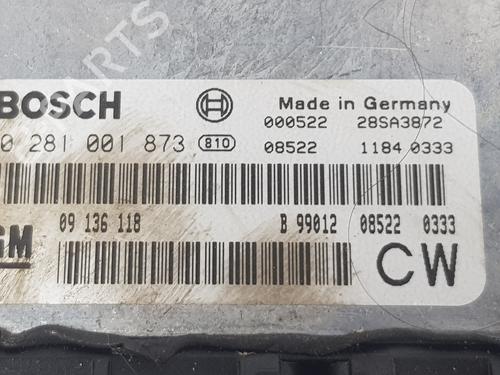 PARTS
BOSCH
Made in Germany
000522 28SA3872
0 281 001 873 810 08522 1184 0333
GM 09 136 118 B 99012 08522 0333
CW